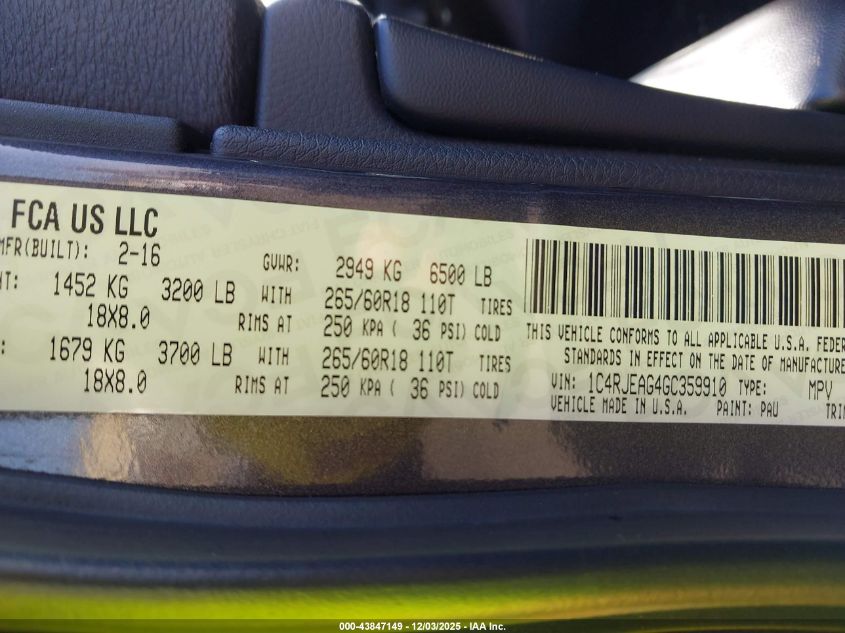 FCA US LLC
MFR(BUILT): 2-16 GVWR: 2949 KG 6500 LB
1452 KG 3200 LB WITH 265/60R18 110T TIRES
18X8.0 RIMS AT 250 KPA ( 36 PSI) COLD
1679 KG 3700 LB WITH 265/60R18 110T TIRES
18X8.0 RIMS AT 250 KPA ( 36 PSI) COLD
THIS VEHICLE CONFORMS TO ALL APPLICABLE U.S.A. FEDER
STANDARDS IN EFFECT ON THE DATE OF MANUFACTURE
VIN: 1C4RJEAG4GC359910 TYPE: MPV
VEHICLE MADE IN U.S.A. PAINT: PAU TRI
000-43847149 - 12/03/2025 - IAA Inc.